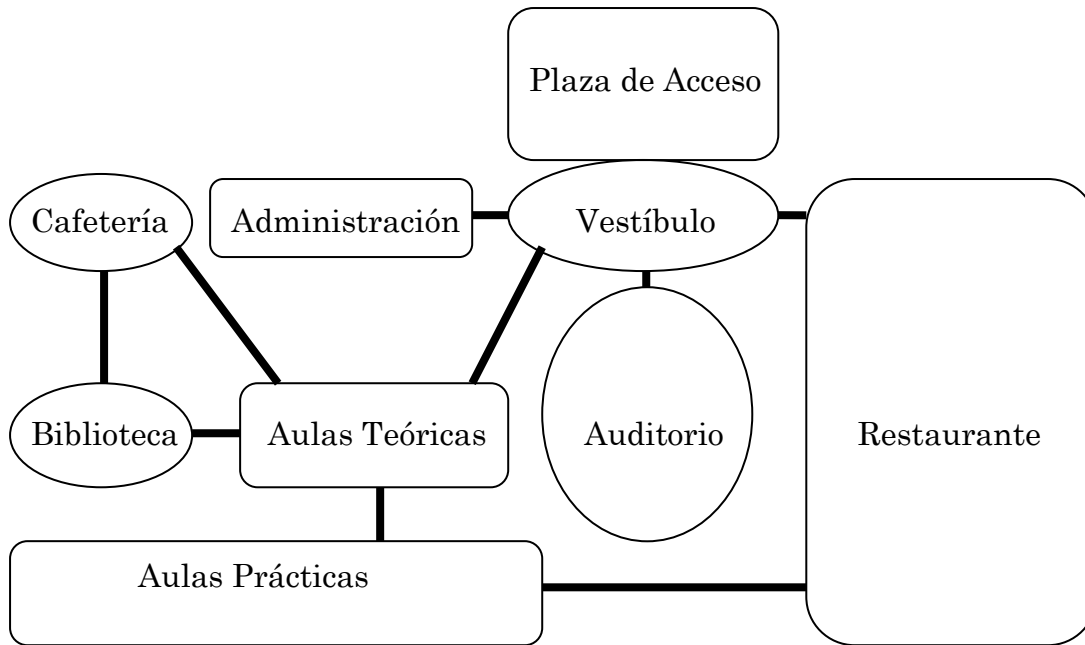 Plaza de Acceso
Cafetería
Administración
Vestíbulo
Biblioteca
Aulas Teóricas
Auditorio
Restaurante
Aulas Prácticas